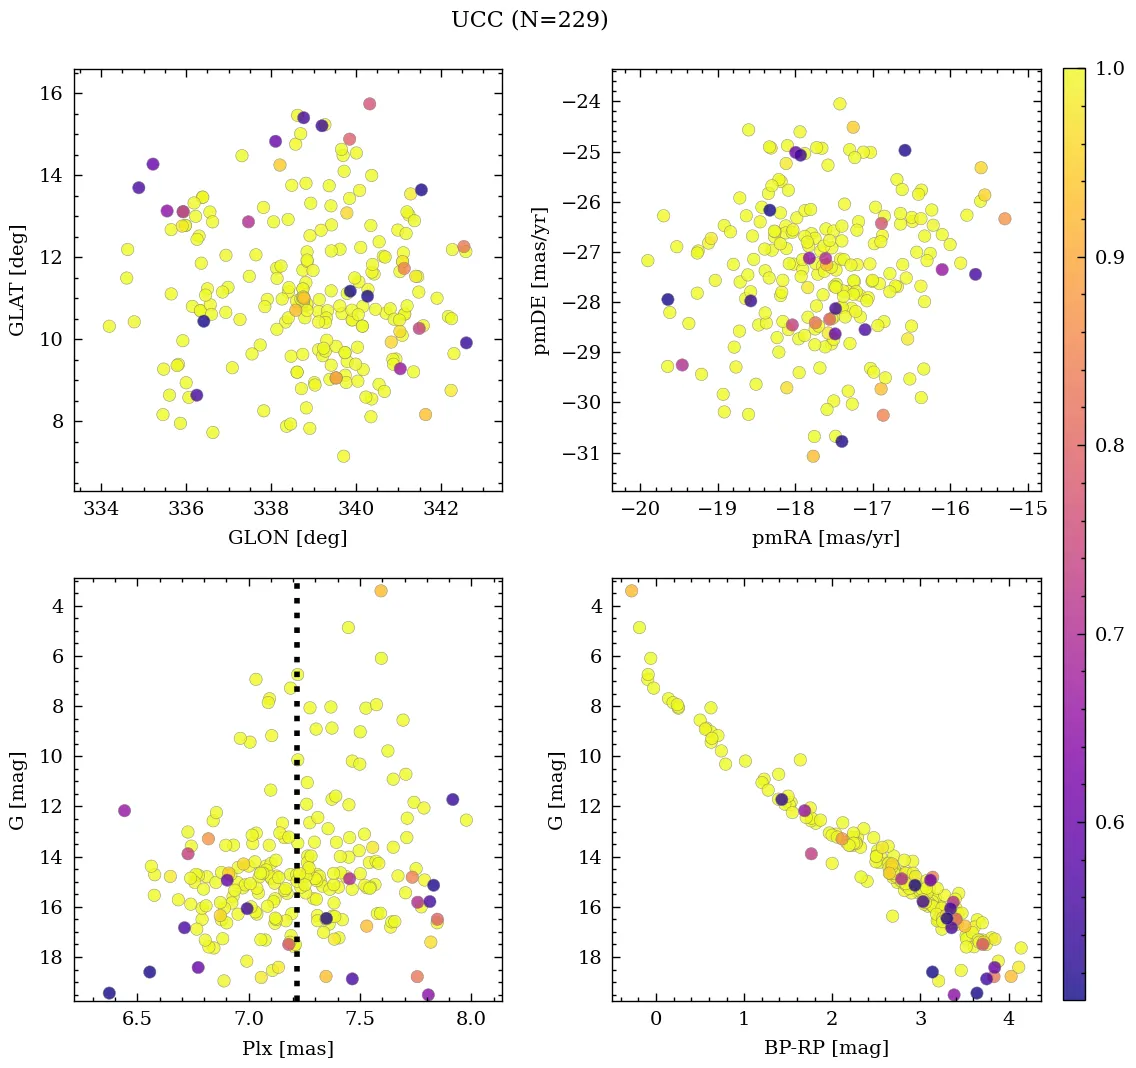 UCC (N=229)
16
14
12
10
8
GLAT [deg]
334 336 338 340 342
GLON [deg]
−24
−25
−26
−27
−28
−29
−30
−31
pmDE [mas/yr]
−20 −19 −18 −17 −16 −15
pmRA [mas/yr]
4
6
8
10
12
14
16
18
G [mag]
6.5 7.0 7.5 8.0
Plx [mas]
4
6
8
10
12
14
16
18
G [mag]
0 1 2 3 4
BP-RP [mag]
1.0
0.9
0.8
0.7
0.6